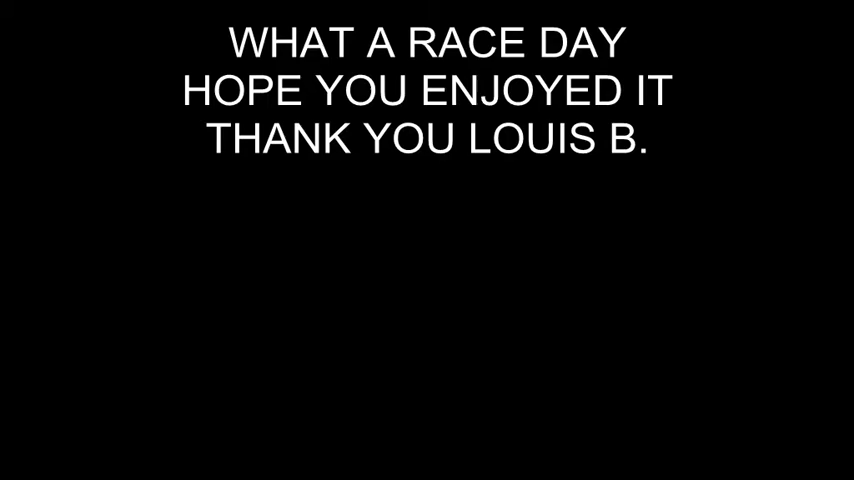 WHAT A RACE DAY
HOPE YOU ENJOYED IT
THANK YOU LOUIS B.